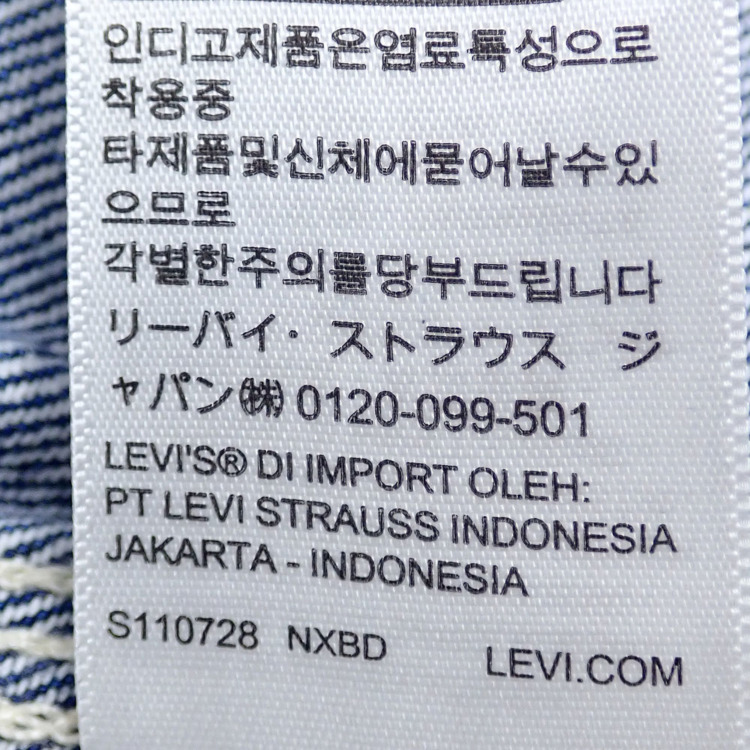 인디고제품은염료특성으로
착용중
타제품및신체에묻어날수있
으므로
각별한주의를당부드립니다
リーバイ・ストラウス　ジ
ャパン㈱ 0120-099-501
LEVI'S® DI IMPORT OLEH:
PT LEVI STRAUSS INDONESIA
JAKARTA - INDONESIA
S110728 NXBD LEVI.COM